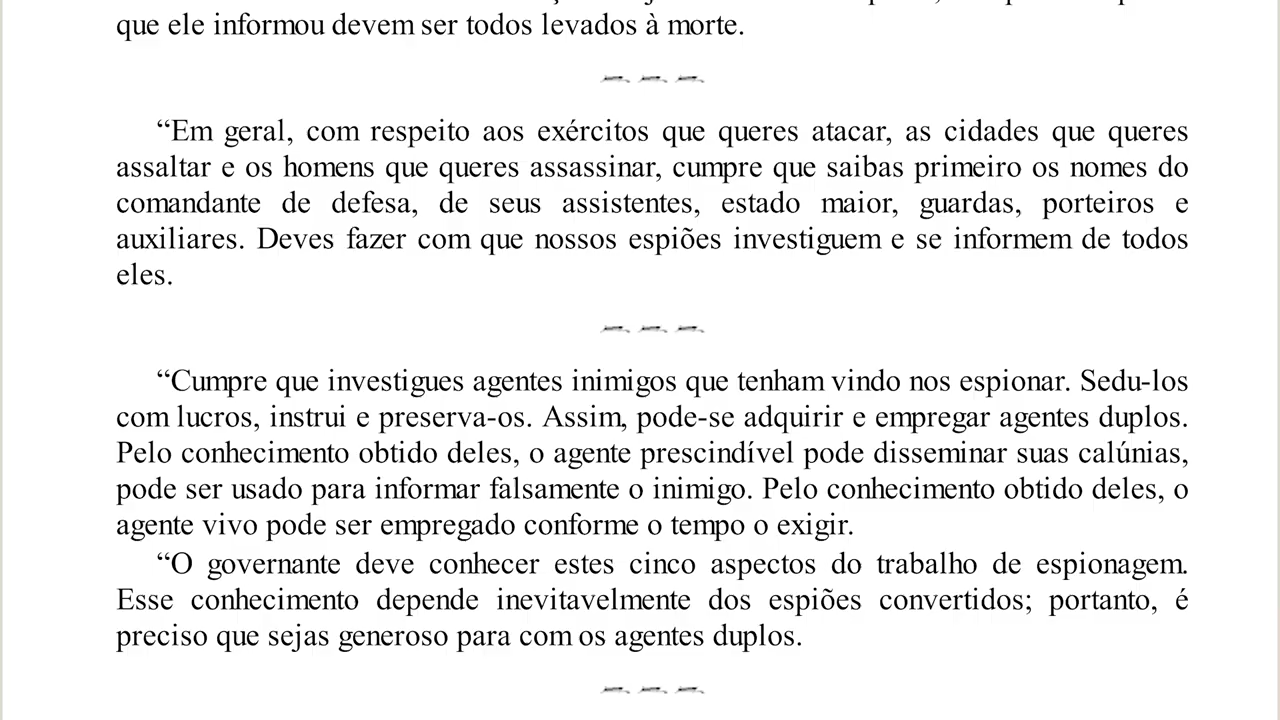 que ele informou devem ser todos levados à morte.
“Em geral, com respeito aos exércitos que queres atacar, as cidades que queres
assaltar e os homens que queres assassinar, cumpre que saibas primeiro os nomes do
comandante de defesa, de seus assistentes, estado maior, guardas, porteiros e
auxiliares. Deves fazer com que nossos espiões investiguem e se informem de todos
eles.
“Cumpre que investigues agentes inimigos que tenham vindo nos espionar. Sedu-los
com lucros, instrui e preserva-os. Assim, pode-se adquirir e empregar agentes duplos.
Pelo conhecimento obtido deles, o agente prescindível pode disseminar suas calúnias,
pode ser usado para informar falsamente o inimigo. Pelo conhecimento obtido deles, o
agente vivo pode ser empregado conforme o tempo o exigir.
“O governante deve conhecer estes cinco aspectos do trabalho de espionagem.
Esse conhecimento depende inevitavelmente dos espiões convertidos; portanto, é
preciso que sejas generoso para com os agentes duplos.